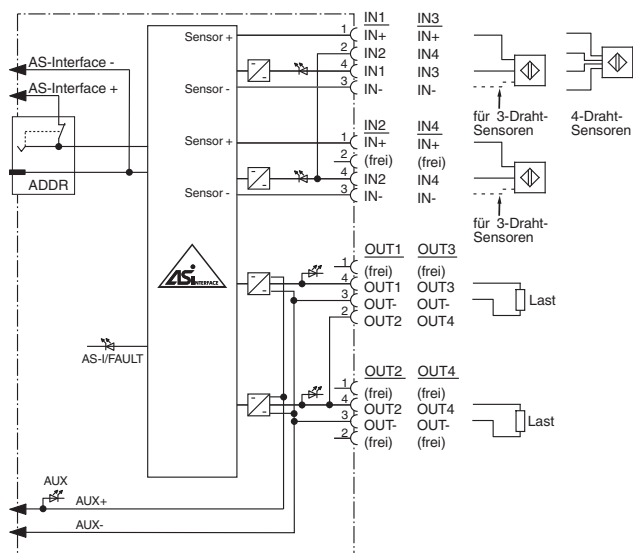 AS-Interface -
AS-Interface +
ADDR
Sensor +
Sensor -
Sensor +
Sensor -
ASi
INTERFACE
AS-I/FAULT
AUX
AUX+
AUX-
IN1 IN3
1 IN+ IN+
2 IN2 IN4
4 IN1 IN3
3 IN- IN-
für 3-Draht-
Sensoren
4-Draht-
Sensoren
IN2 IN4
1 IN+ IN+
2 (frei) (frei)
4 IN2 IN4
3 IN- IN-
für 3-Draht-
Sensoren
OUT1 OUT3
1 (frei) (frei)
4 OUT1 OUT3
3 OUT- OUT-
2 OUT2 OUT4
Last
OUT2 OUT4
1 (frei) (frei)
4 OUT2 OUT4
3 OUT- OUT-
2 (frei) (frei)
Last